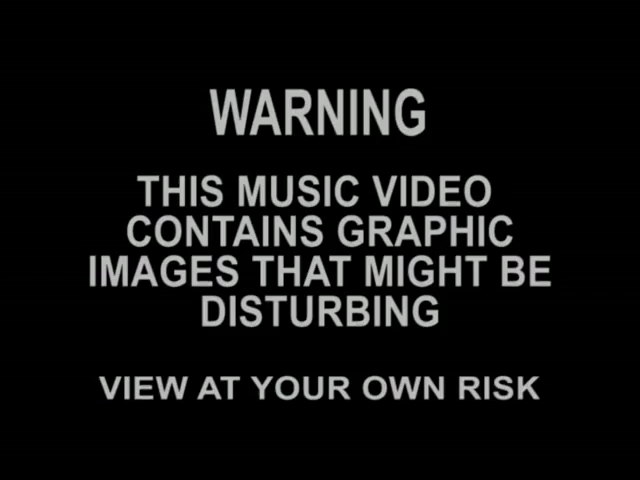 WARNING
THIS MUSIC VIDEO
CONTAINS GRAPHIC
IMAGES THAT MIGHT BE
DISTURBING
VIEW AT YOUR OWN RISK